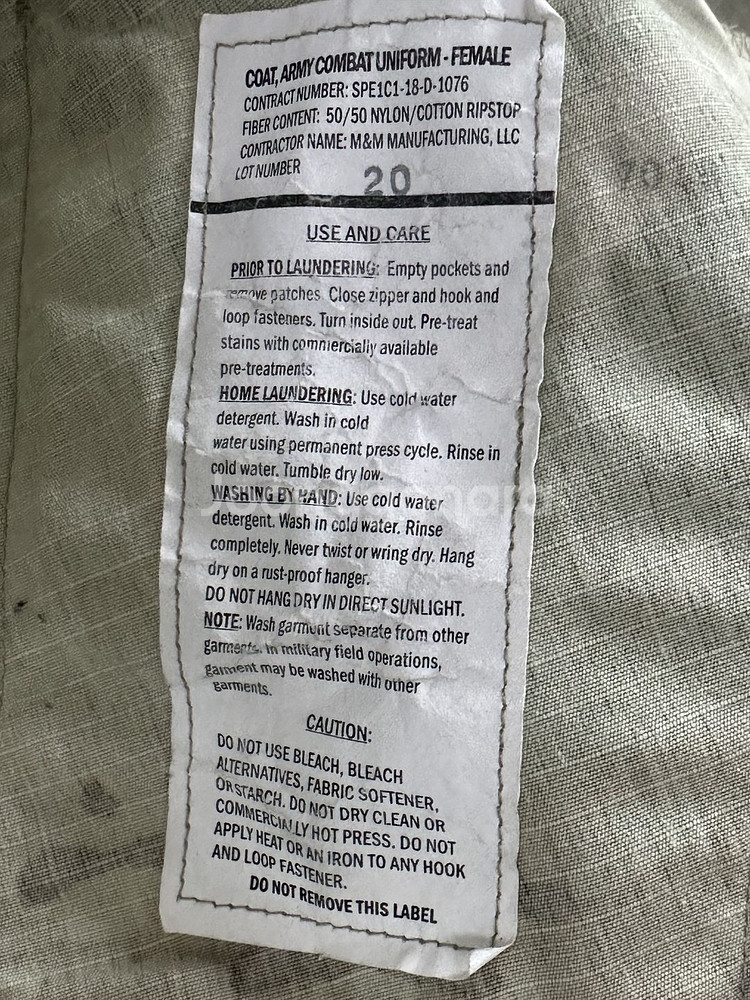 COAT, ARMY COMBAT UNIFORM - FEMALE
CONTRACT NUMBER: SPE1C1-18-D-1076
FIBER CONTENT: 50/50 NYLON/COTTON RIPSTOP
CONTRACTOR NAME: M&M MANUFACTURING, LLC
LOT NUMBER 20
USE AND CARE
PRIOR TO LAUNDERING: Empty pockets and
remove patches. Close zipper and hook and
loop fasteners. Turn inside out. Pre-treat
stains with commercially available
pre-treatments.
HOME LAUNDERING: Use cold water
detergent. Wash in cold
water using permanent press cycle. Rinse in
cold water. Tumble dry low.
WASHING BY HAND: Use cold water
detergent. Wash in cold water. Rinse
completely. Never twist or wring dry. Hang
dry on a rust-proof hanger.
DO NOT HANG DRY IN DIRECT SUNLIGHT.
NOTE: Wash garment separate from other
garments. In military field operations,
garment may be washed with other
garments.
CAUTION:
DO NOT USE BLEACH, BLEACH
ALTERNATIVES, FABRIC SOFTENER,
OR STARCH. DO NOT DRY CLEAN OR
COMMERCIALLY HOT PRESS. DO NOT
APPLY HEAT OR AN IRON TO ANY HOOK
AND LOOP FASTENER.
DO NOT REMOVE THIS LABEL